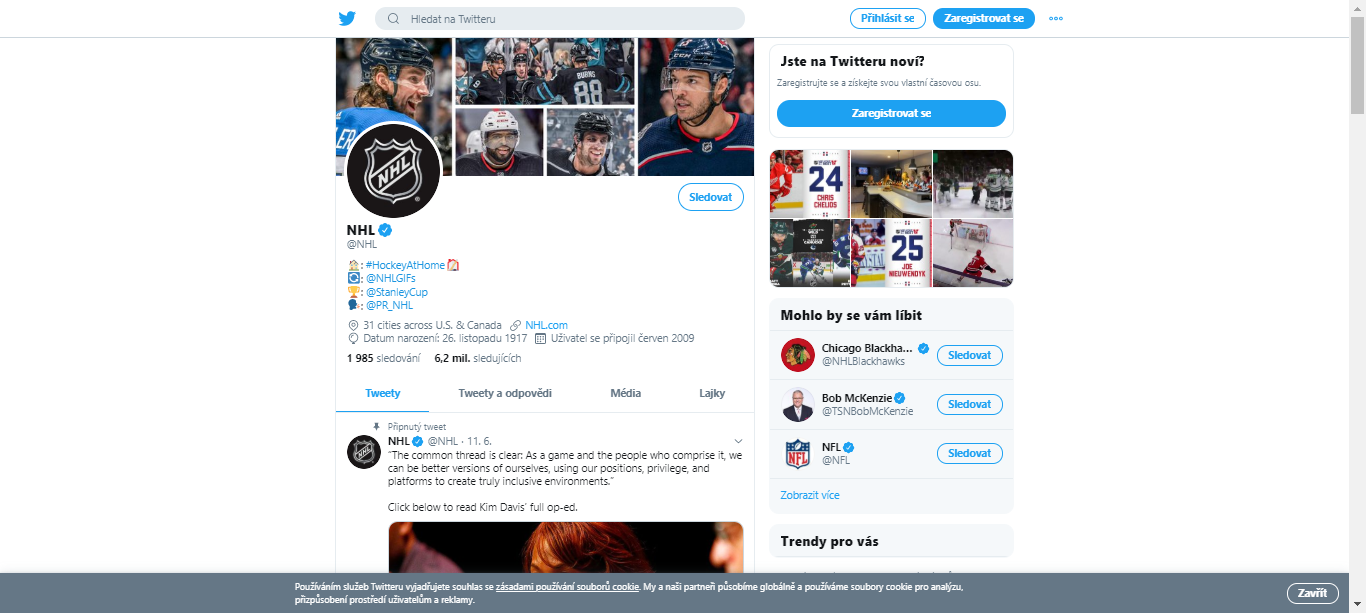 Hledat na Twitteru
Přihlásit se
Zaregistrovat se
BURNS
88
NHL
Sledovat
NHL
@NHL
: #HockeyAtHome
: @NHLGIFs
: @StanleyCup
: @PR_NHL
31 cities across U.S. & Canada NHL.com
Datum narození: 26. listopadu 1917 Uživatel se připojil červen 2009
1 985 sledování 6,2 mil. sledujících
Tweety Tweety a odpovědi Média Lajky
Připnutý tweet
NHL @NHL · 11. 6.
“The common thread is clear: As a game and the people who comprise it, we
can be better versions of ourselves, using our positions, privilege, and
platforms to create truly inclusive environments.”
Click below to read Kim Davis’ full op-ed.
Jste na Twitteru noví?
Zaregistrujte se a získejte svou vlastní časovou osu.
Zaregistrovat se
24
CHRIS
CHELIOS
25
JOE
NIEUWENDYK
Mohlo by se vám líbit
Chicago Blackha...
@NHLBlackhawks
Sledovat
Bob McKenzie
@TSNBobMcKenzie
Sledovat
NFL
NFL
@NFL
Sledovat
Zobrazit více
Trendy pro vás
Používáním služeb Twitteru vyjadřujete souhlas se zásadami používání souborů cookie. My a naši partneři působíme globálně a používáme soubory cookie pro analýzu,
přizpůsobení prostředí uživatelům a reklamy.
Zavřít